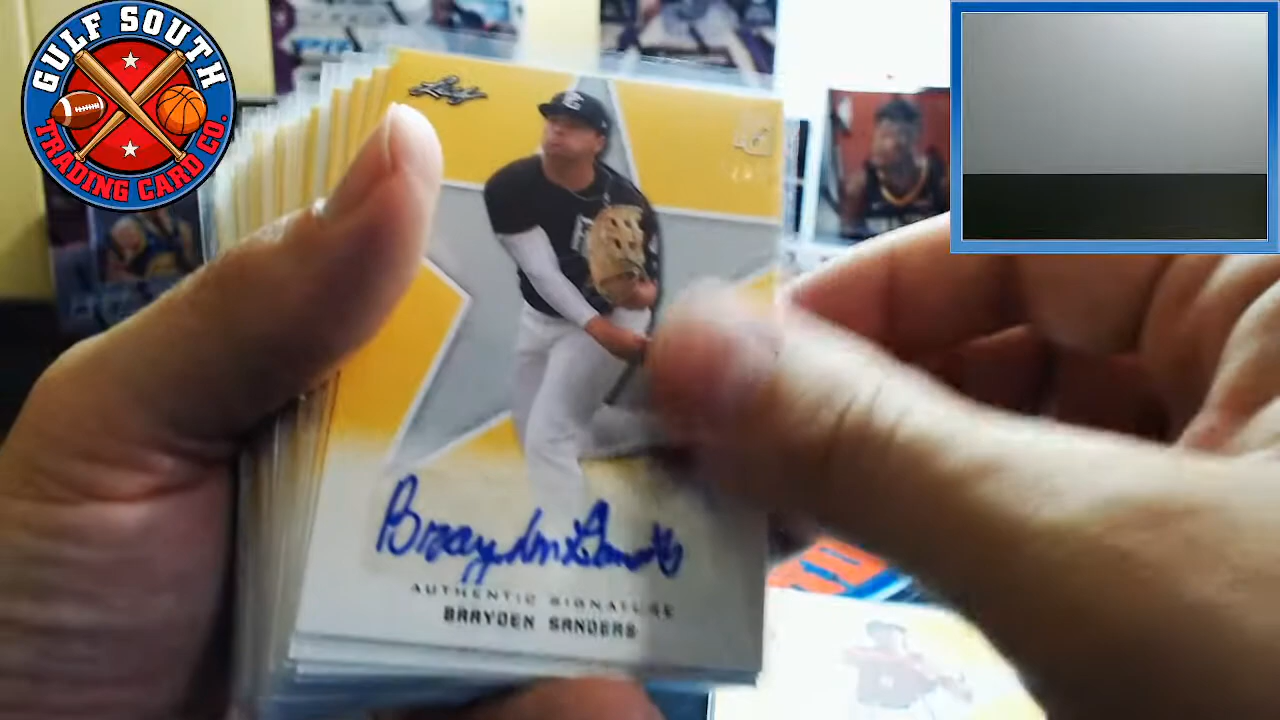 GULF SOUTH
TRADING CARD CO.
Leaf
AUTHENTIC SIGNATURE
BRAYDEN SANDERS